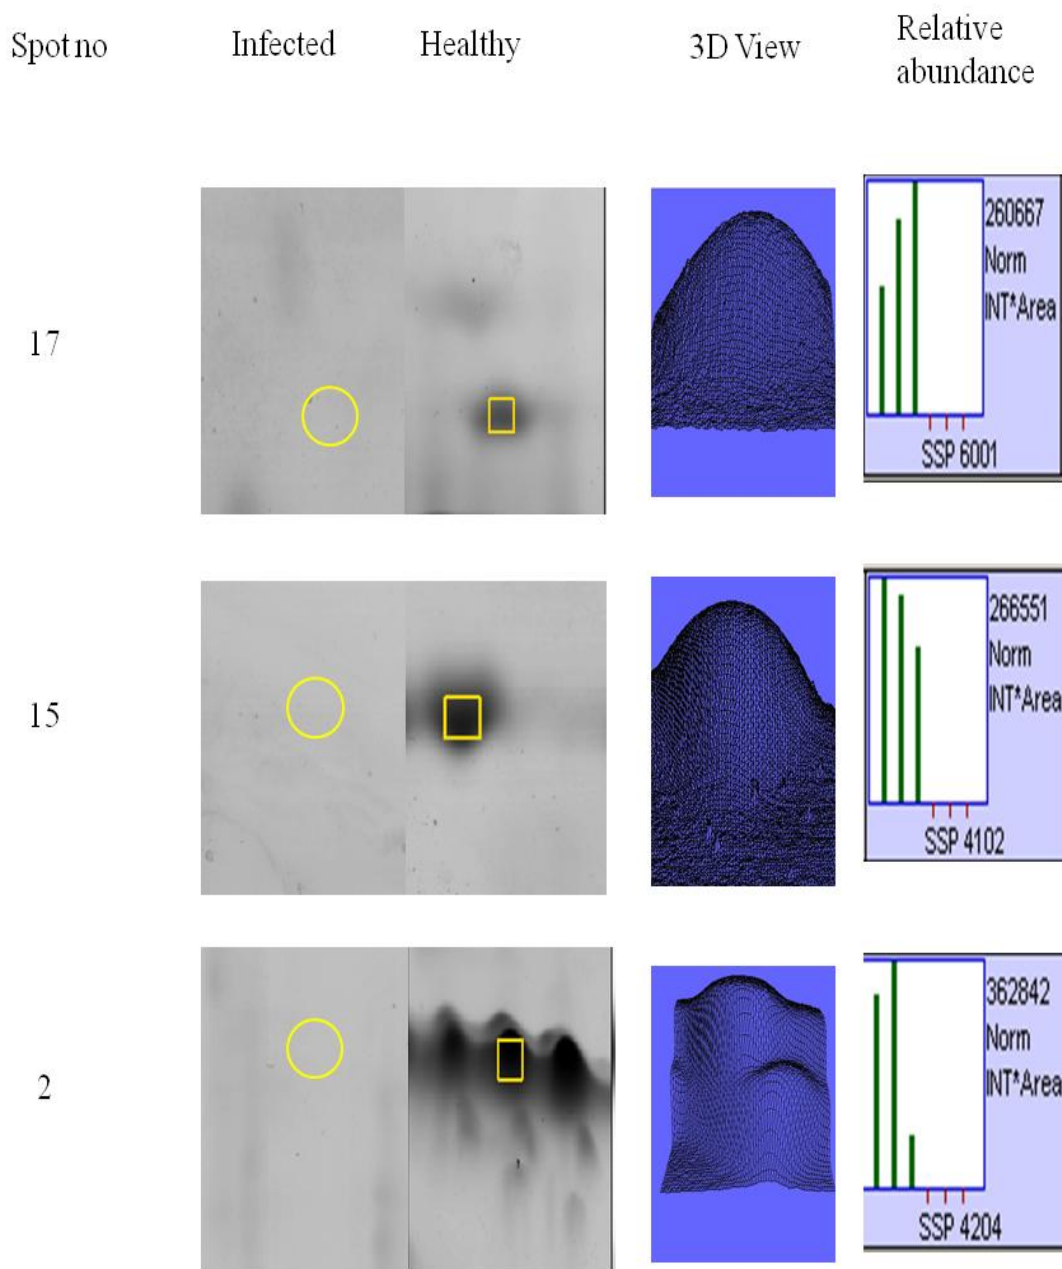 Spot no
Infected
Healthy
3D View
Relative
abundance
17
260667
Norm
INT*Area
SSP 6001
15
266551
Norm
INT*Area
SSP 4102
2
362842
Norm
INT*Area
SSP 4204